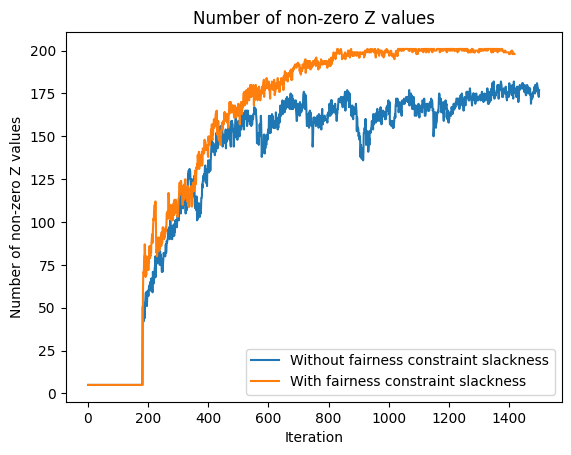 Number of non-zero Z values
Number of non-zero Z values
200
175
150
125
100
75
50
25
0
0 200 400 600 800 1000 1200 1400
Iteration
Without fairness constraint slackness
With fairness constraint slackness